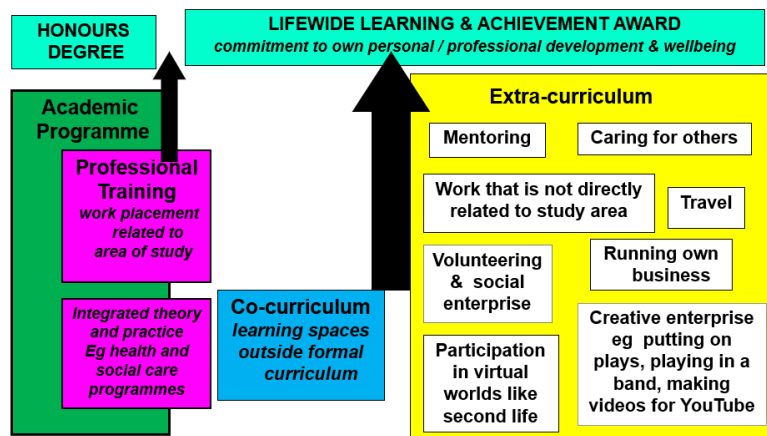 HONOURS
DEGREE
LIFEWIDE LEARNING & ACHIEVEMENT AWARD
commitment to own personal / professional development & wellbeing
Academic
Programme
Professional
Training
work placement
related to
area of study
Integrated theory
and practice
Eg health and
social care
programmes
Co-curriculum
learning spaces
outside formal
curriculum
Extra-curriculum
Mentoring
Caring for others
Work that is not directly
related to study area
Travel
Volunteering
& social
enterprise
Running own
business
Participation
in virtual
worlds like
second life
Creative enterprise
eg putting on
plays, playing in a
band, making
videos for YouTube